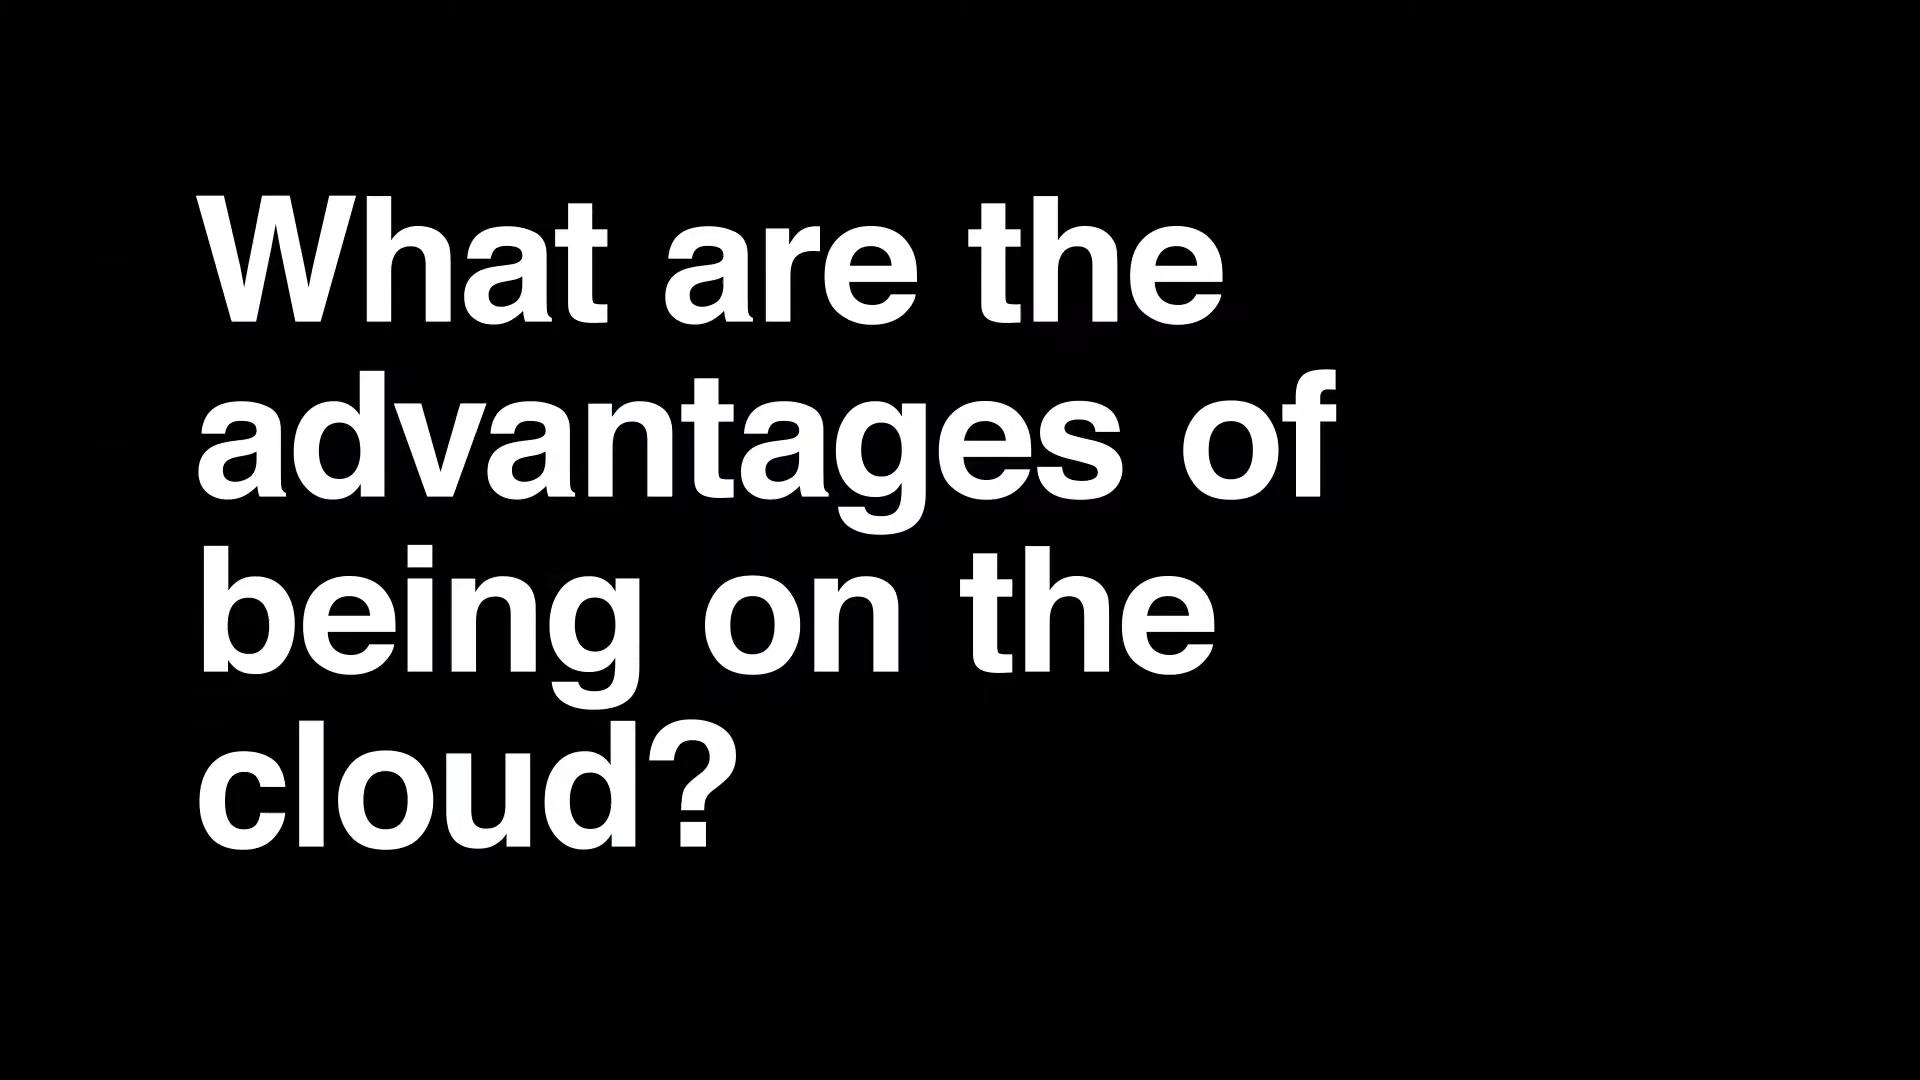 What are the
advantages of
being on the
cloud?